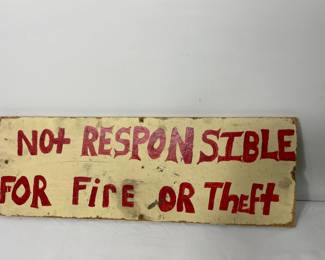 Not RESPONSIBLE
FOR FiRE OR ThefT